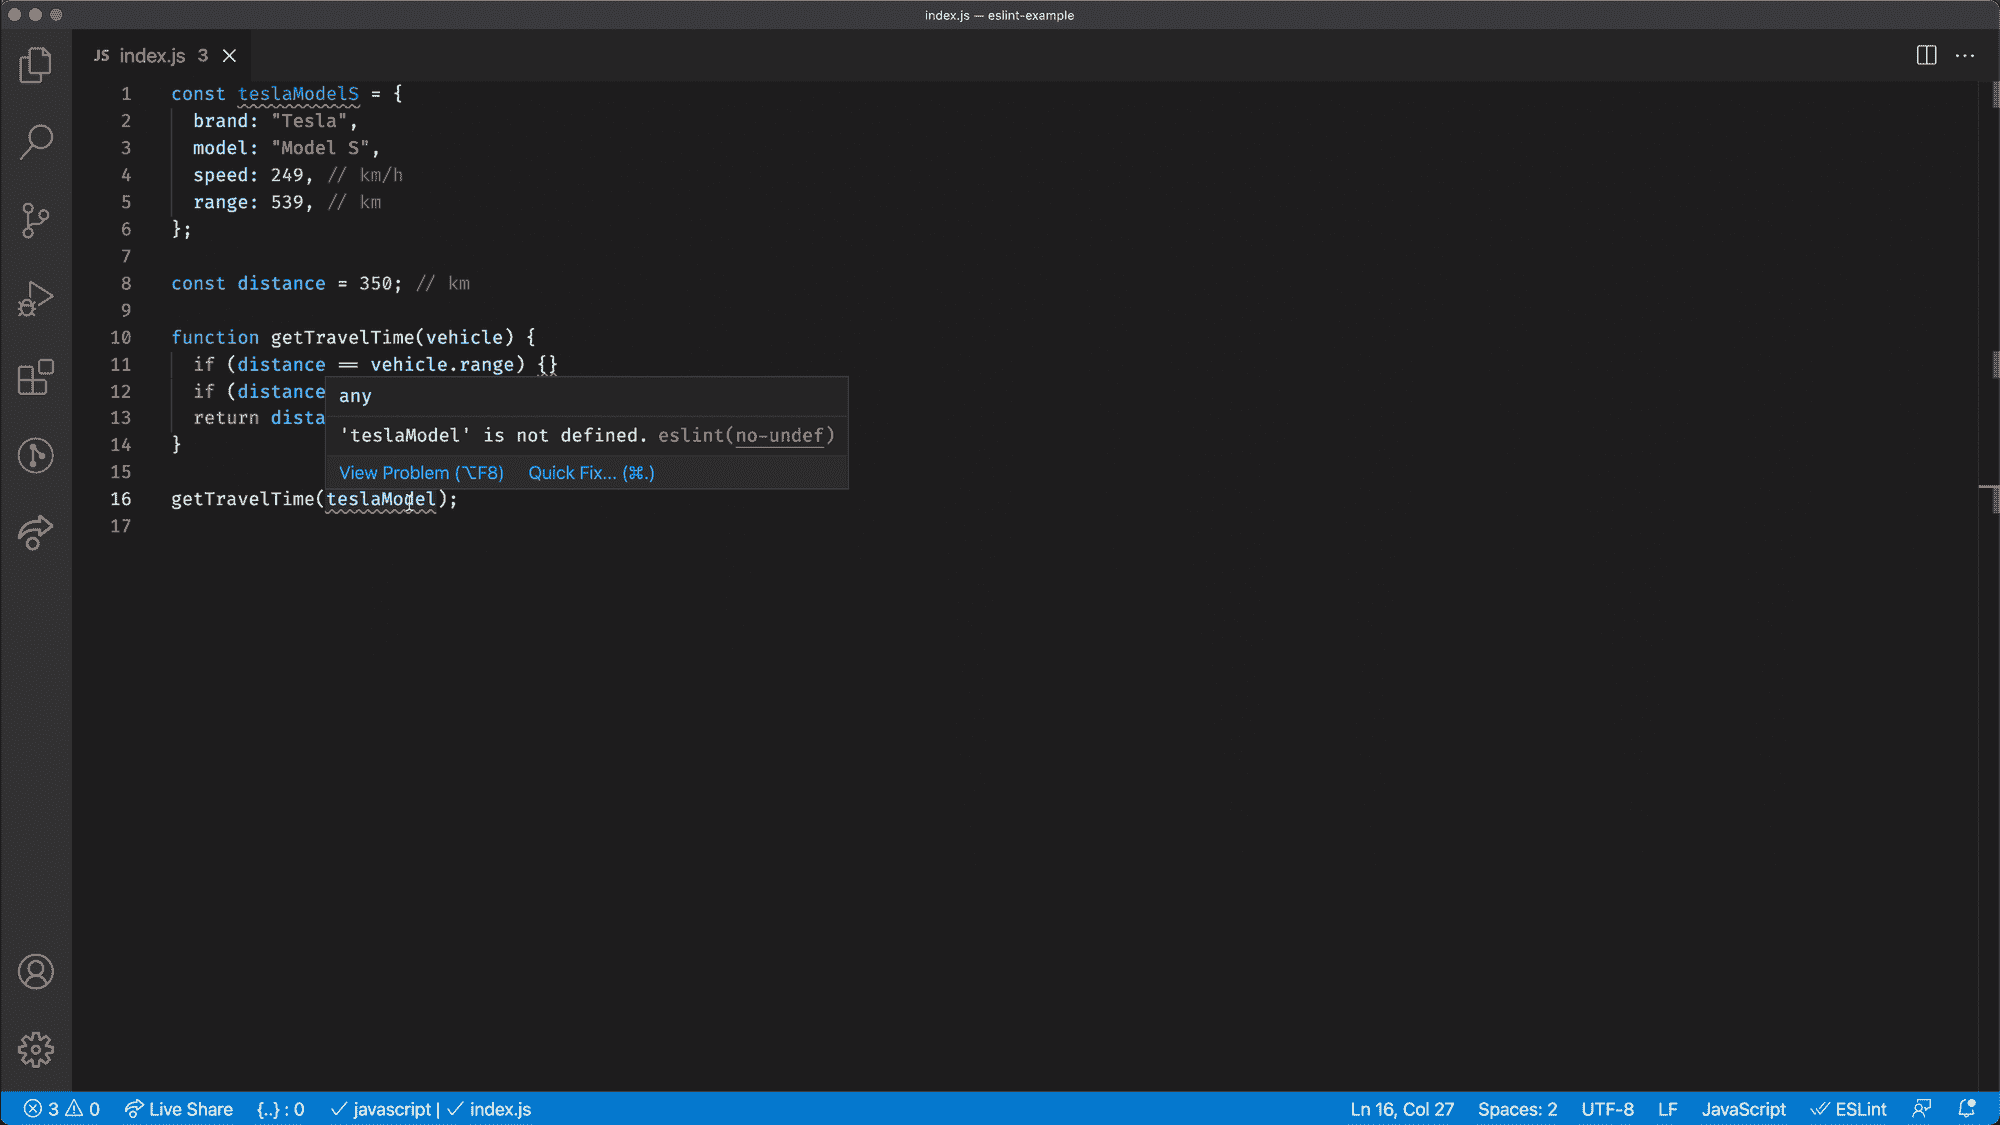 index.js — eslint-example
JS index.js 3
1 const teslaModelS = {
2 brand: "Tesla",
3 model: "Model S",
4 speed: 249, // km/h
5 range: 539, // km
6 };
7
8 const distance = 350; // km
9
10 function getTravelTime(vehicle) {
11 if (distance == vehicle.range) {}
12 if (distance
13 return dista
14 }
15
16 getTravelTime(teslaModel);
17
any
'teslaModel' is not defined. eslint(no-undef)
View Problem (⌥F8) Quick Fix... (⌘.)
3 0 Live Share {..} : 0 ✓ javascript | ✓ index.js Ln 16, Col 27 Spaces: 2 UTF-8 LF JavaScript ESLint